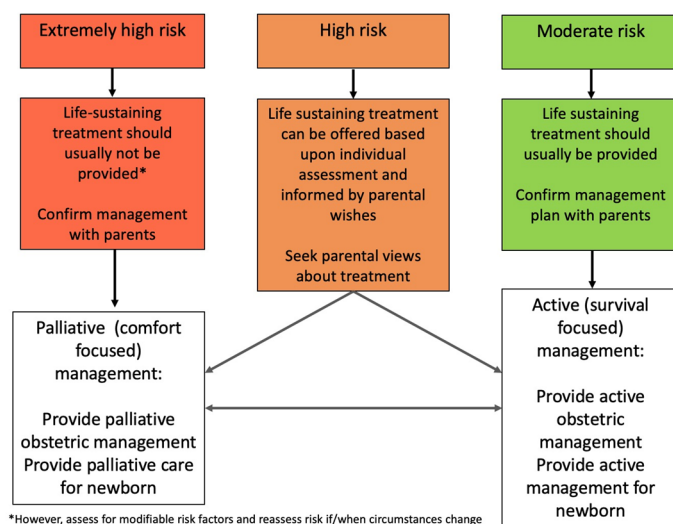 Extremely high risk
High risk
Moderate risk
Life-sustaining
treatment should
usually not be
provided*
Confirm management
with parents
Life sustaining treatment
can be offered based
upon individual
assessment and
informed by parental
wishes
Seek parental views
about treatment
Life sustaining
treatment should
usually be provided
Confirm management
plan with parents
Palliative (comfort
focused)
management:
Provide palliative
obstetric management
Provide palliative care
for newborn
Active (survival
focused)
management:
Provide active
obstetric
management
Provide active
management for
newborn
*However, assess for modifiable risk factors and reassess risk if/when circumstances change